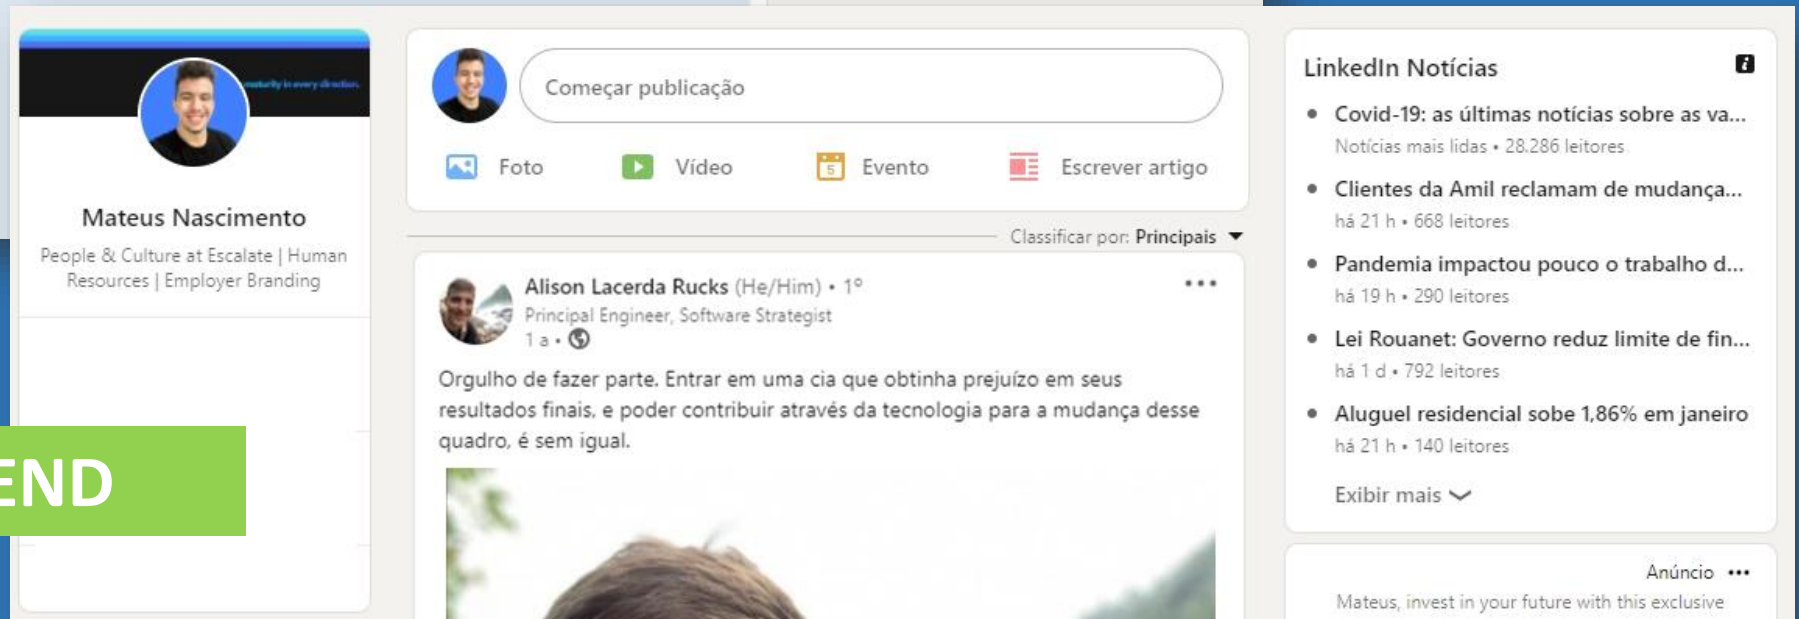 maturity in every direction.
Mateus Nascimento
People & Culture at Escalate | Human
Resources | Employer Branding
END
Começar publicação
Foto
Vídeo
5
Evento
Escrever artigo
Classificar por: Principais
Alison Lacerda Rucks (He/Him) • 1º
Principal Engineer, Software Strategist
1 a •
Orgulho de fazer parte. Entrar em uma cia que obtinha prejuízo em seus
resultados finais, e poder contribuir através da tecnologia para a mudança desse
quadro, é sem igual.
LinkedIn Notícias
Covid-19: as últimas notícias sobre as va...
Notícias mais lidas • 28.286 leitores
Clientes da Amil reclamam de mudança...
há 21 h • 668 leitores
Pandemia impactou pouco o trabalho d...
há 19 h • 290 leitores
Lei Rouanet: Governo reduz limite de fin...
há 1 d • 792 leitores
Aluguel residencial sobe 1,86% em janeiro
há 21 h • 140 leitores
Exibir mais
Anúncio
Mateus, invest in your future with this exclusive